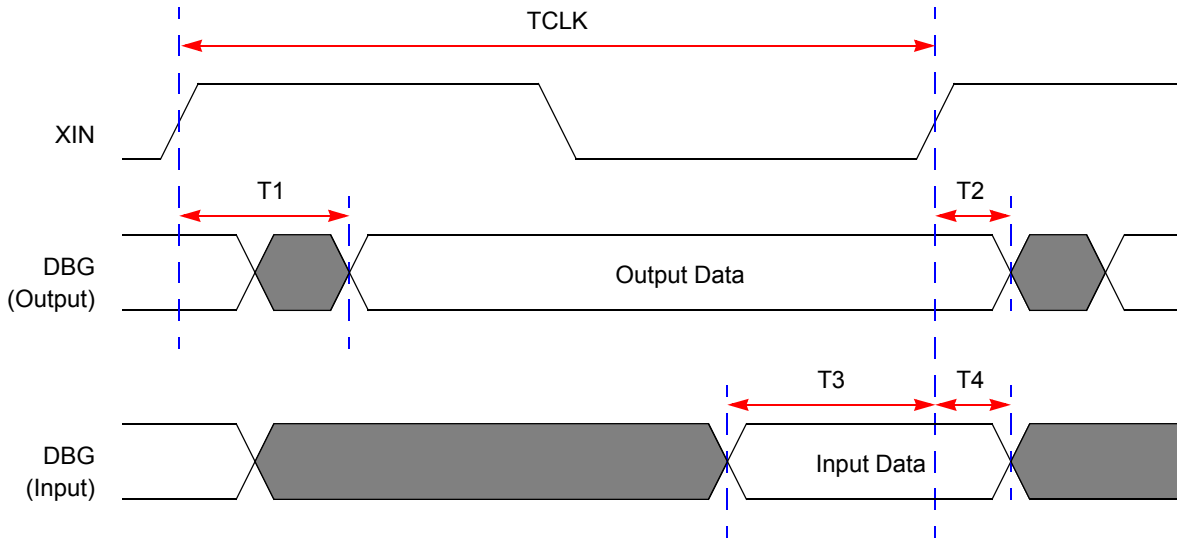 TCLK
XIN
T1
T2
DBG
(Output)
Output Data
T3
T4
DBG
(Input)
Input Data